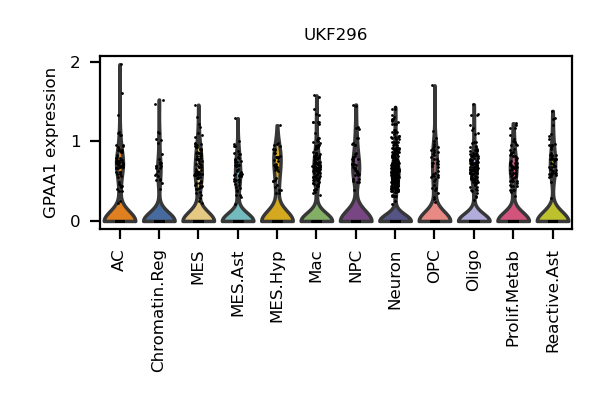 UKF296
GPAA1 expression
2
1
0
AC
Chromatin.Reg
MES
MES.Ast
MES.Hyp
Mac
NPC
Neuron
OPC
Oligo
Prolif.Metab
Reactive.Ast